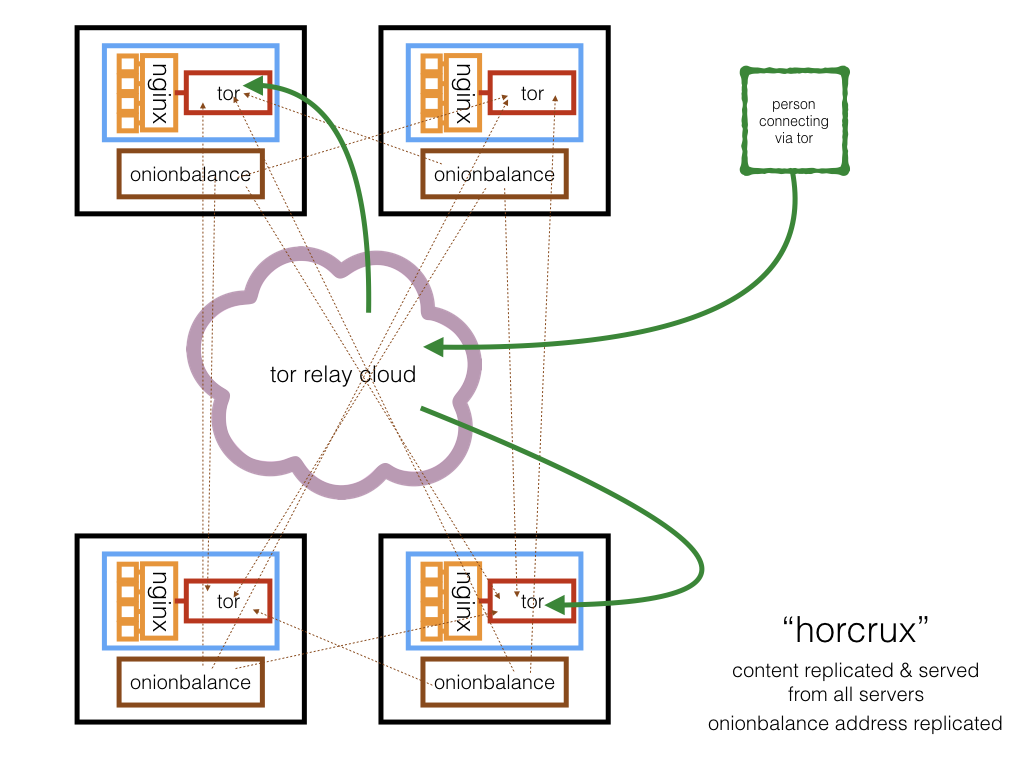 nginx
tor
onionbalance
nginx
tor
onionbalance
person
connecting
via tor
tor relay cloud
nginx
tor
onionbalance
nginx
tor
onionbalance
“horcrux”
content replicated & served
from all servers
onionbalance address replicated